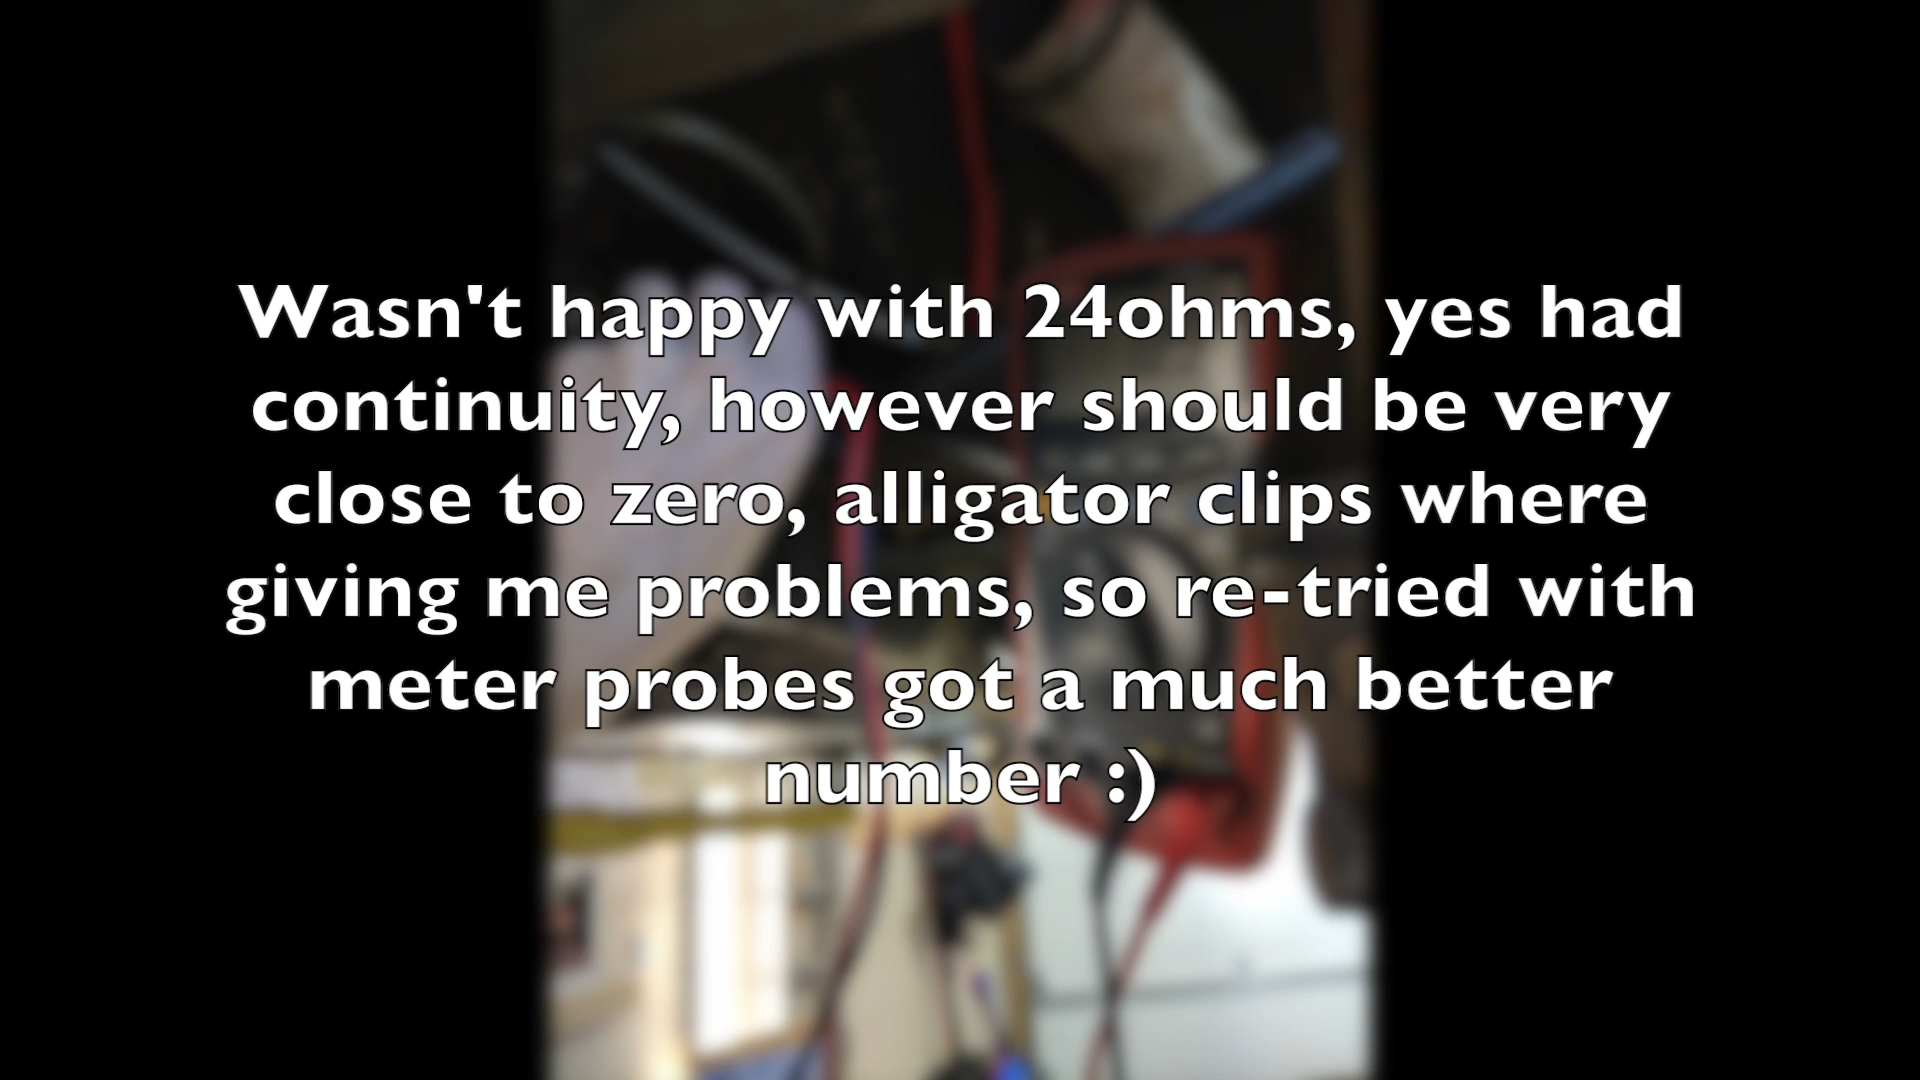 Wasn't happy with 24ohms, yes had
continuity, however should be very
close to zero, alligator clips where
giving me problems, so re-tried with
meter probes got a much better
number :)